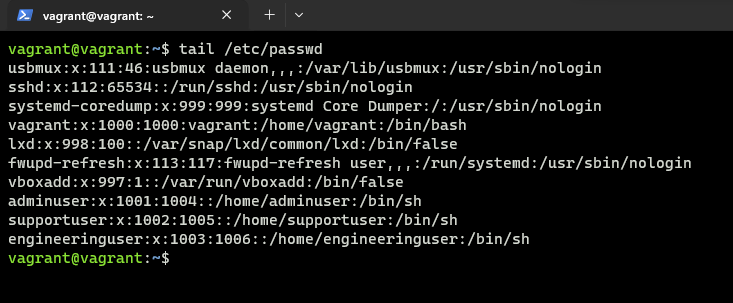 vagrant@vagrant: ~
vagrant@vagrant:~$ tail /etc/passwd
usbmux:x:111:46:usbmux daemon,,,:/var/lib/usbmux:/usr/sbin/nologin
sshd:x:112:65534::/run/sshd:/usr/sbin/nologin
systemd-coredump:x:999:999:systemd Core Dumper:/:/usr/sbin/nologin
vagrant:x:1000:1000:vagrant:/home/vagrant:/bin/bash
lxd:x:998:100::/var/snap/lxd/common/lxd:/bin/false
fwupd-refresh:x:113:117:fwupd-refresh user,,,:/run/systemd:/usr/sbin/nologin
vboxadd:x:997:1::/var/run/vboxadd:/bin/false
adminuser:x:1001:1004::/home/adminuser:/bin/sh
supportuser:x:1002:1005::/home/supportuser:/bin/sh
engineeringuser:x:1003:1006::/home/engineeringuser:/bin/sh
vagrant@vagrant:~$